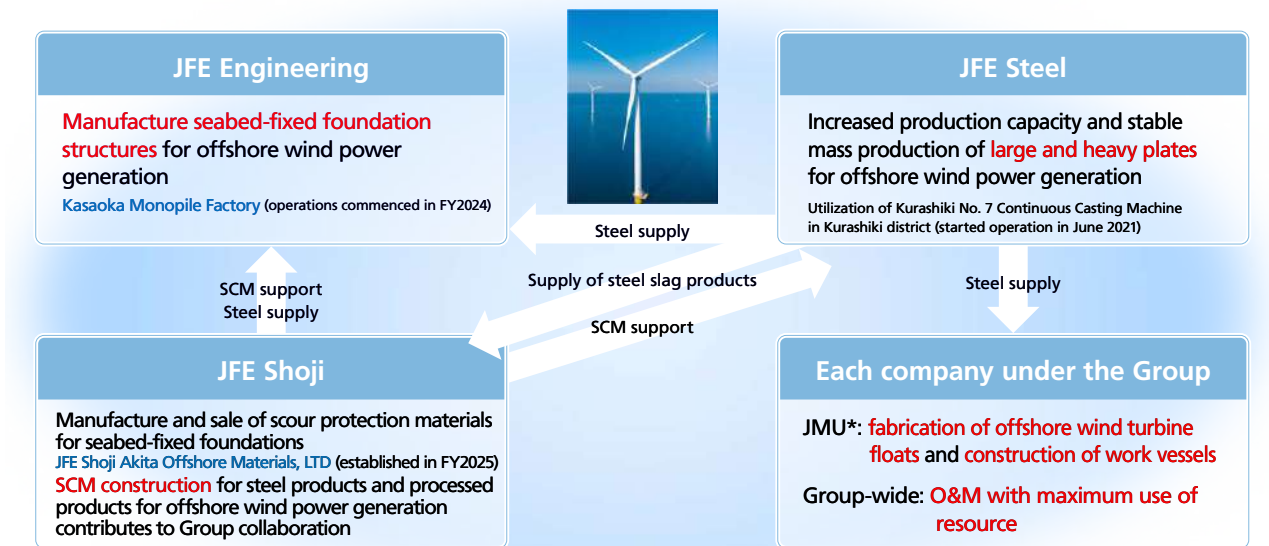 JFE Engineering
Manufacture seabed-fixed foundation
structures for offshore wind power
generation
Kasaoka Monopile Factory (operations commenced in FY2024)
JFE Steel
Increased production capacity and stable
mass production of large and heavy plates
for offshore wind power generation
Utilization of Kurashiki No. 7 Continuous Casting Machine
in Kurashiki district (started operation in June 2021)
Steel supply
Supply of steel slag products
SCM support
SCM support
Steel supply
Steel supply
JFE Shoji
Manufacture and sale of scour protection materials
for seabed-fixed foundations
JFE Shoji Akita Offshore Materials, LTD (established in FY2025)
SCM construction for steel products and processed
products for offshore wind power generation
contributes to Group collaboration
Each company under the Group
JMU*: fabrication of offshore wind turbine
floats and construction of work vessels
Group-wide: O&M with maximum use of
resource